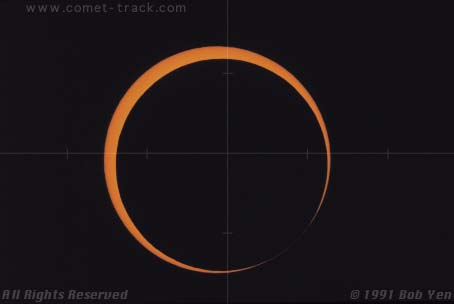 www.comet-track.com
All Rights Reserved
© 1991 Bob Yen